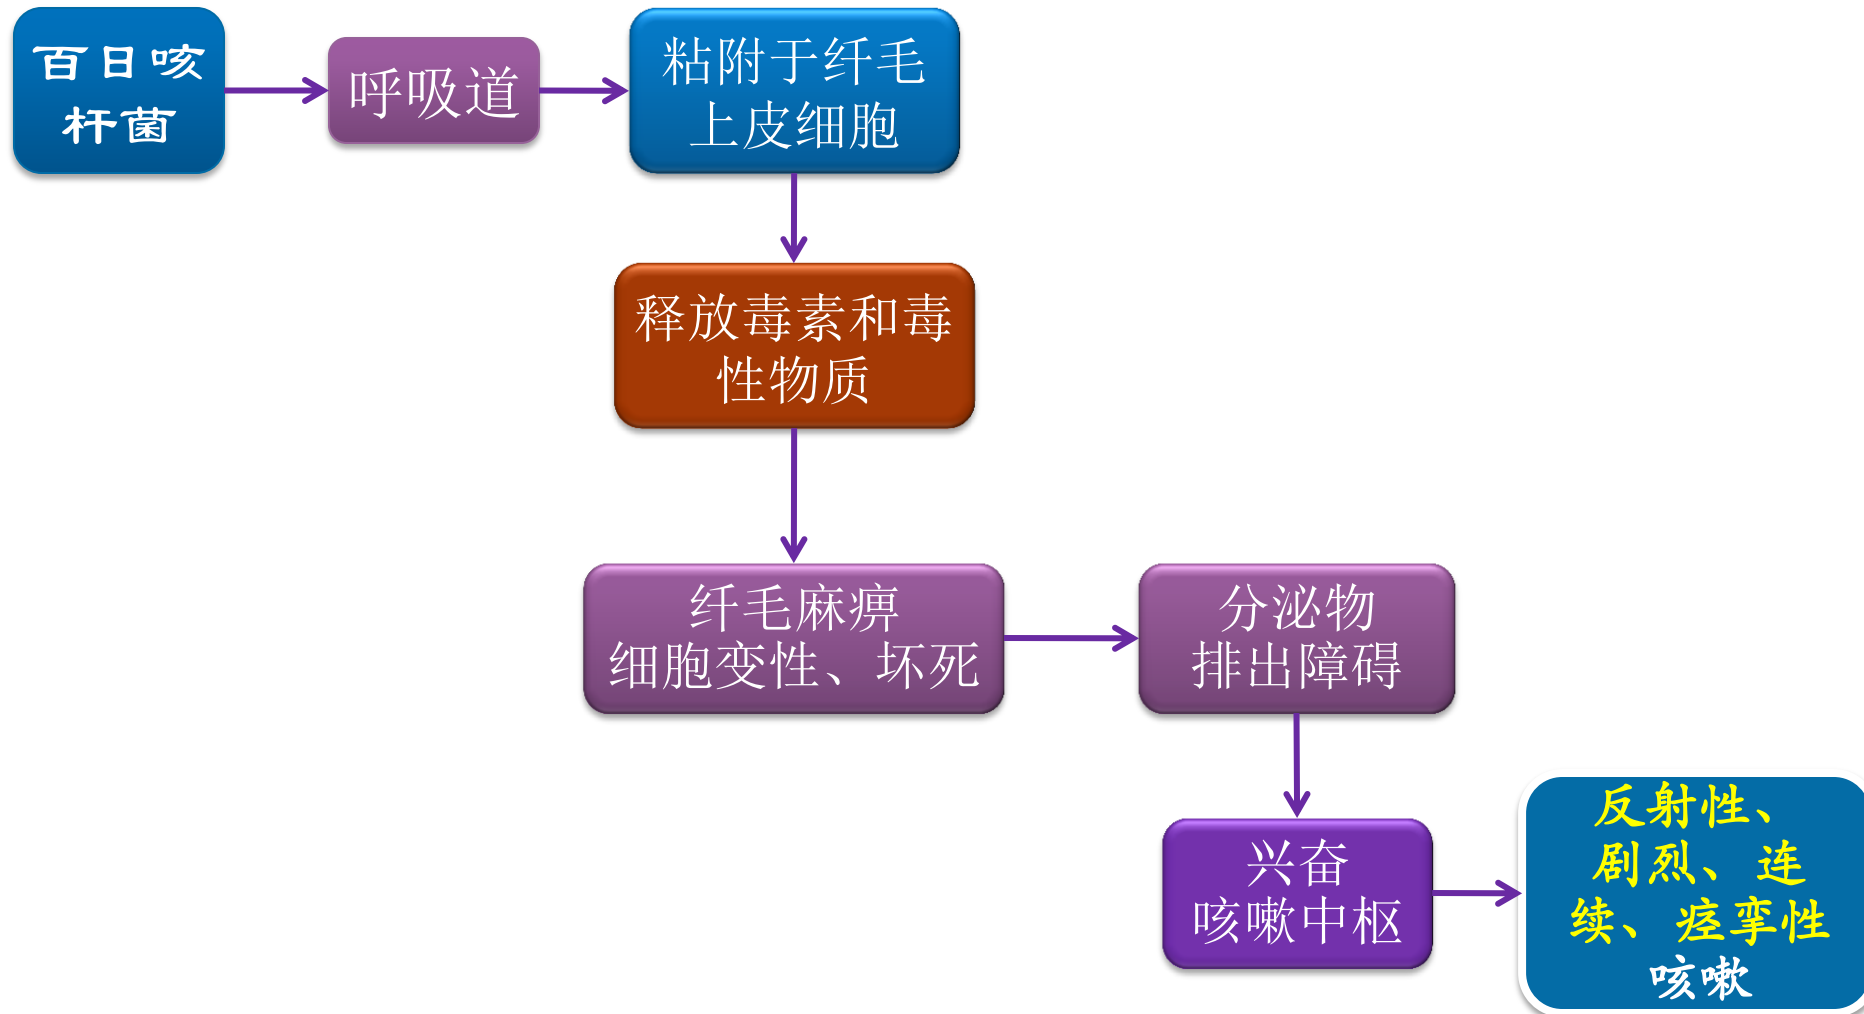 百日咳
杆菌
呼吸道
粘附于纤毛
上皮细胞
释放毒素和毒
性物质
纤毛麻痹
细胞变性、坏死
分泌物
排出障碍
兴奋
咳嗽中枢
反射性、
剧烈、连
续、痉挛性
咳嗽